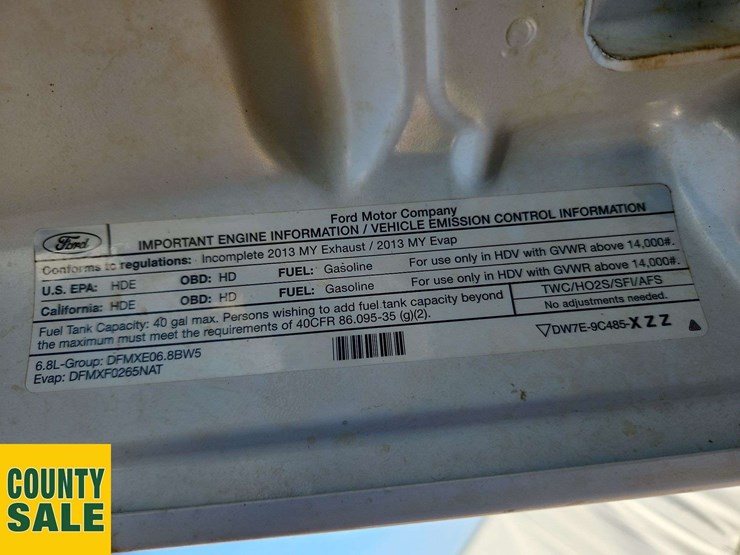 Ford
Ford Motor Company
IMPORTANT ENGINE INFORMATION / VEHICLE EMISSION CONTROL INFORMATION
Conforms to regulations: Incomplete 2013 MY Exhaust / 2013 MY Evap
U.S. EPA: HDE OBD: HD FUEL: Gasoline For use only in HDV with GVWR above 14,000#.
California: HDE OBD: HD FUEL: Gasoline For use only in HDV with GVWR above 14,000#.
Fuel Tank Capacity: 40 gal max. Persons wishing to add fuel tank capacity beyond
the maximum must meet the requirements of 40CFR 86.095-35 (g)(2).
TWC/HO2S/SFI/AFS
No adjustments needed.
6.8L-Group: DFMXE06.8BW5
Evap: DFMXF0265NAT
DW7E-9C485-XZZ
COUNTY
SALE